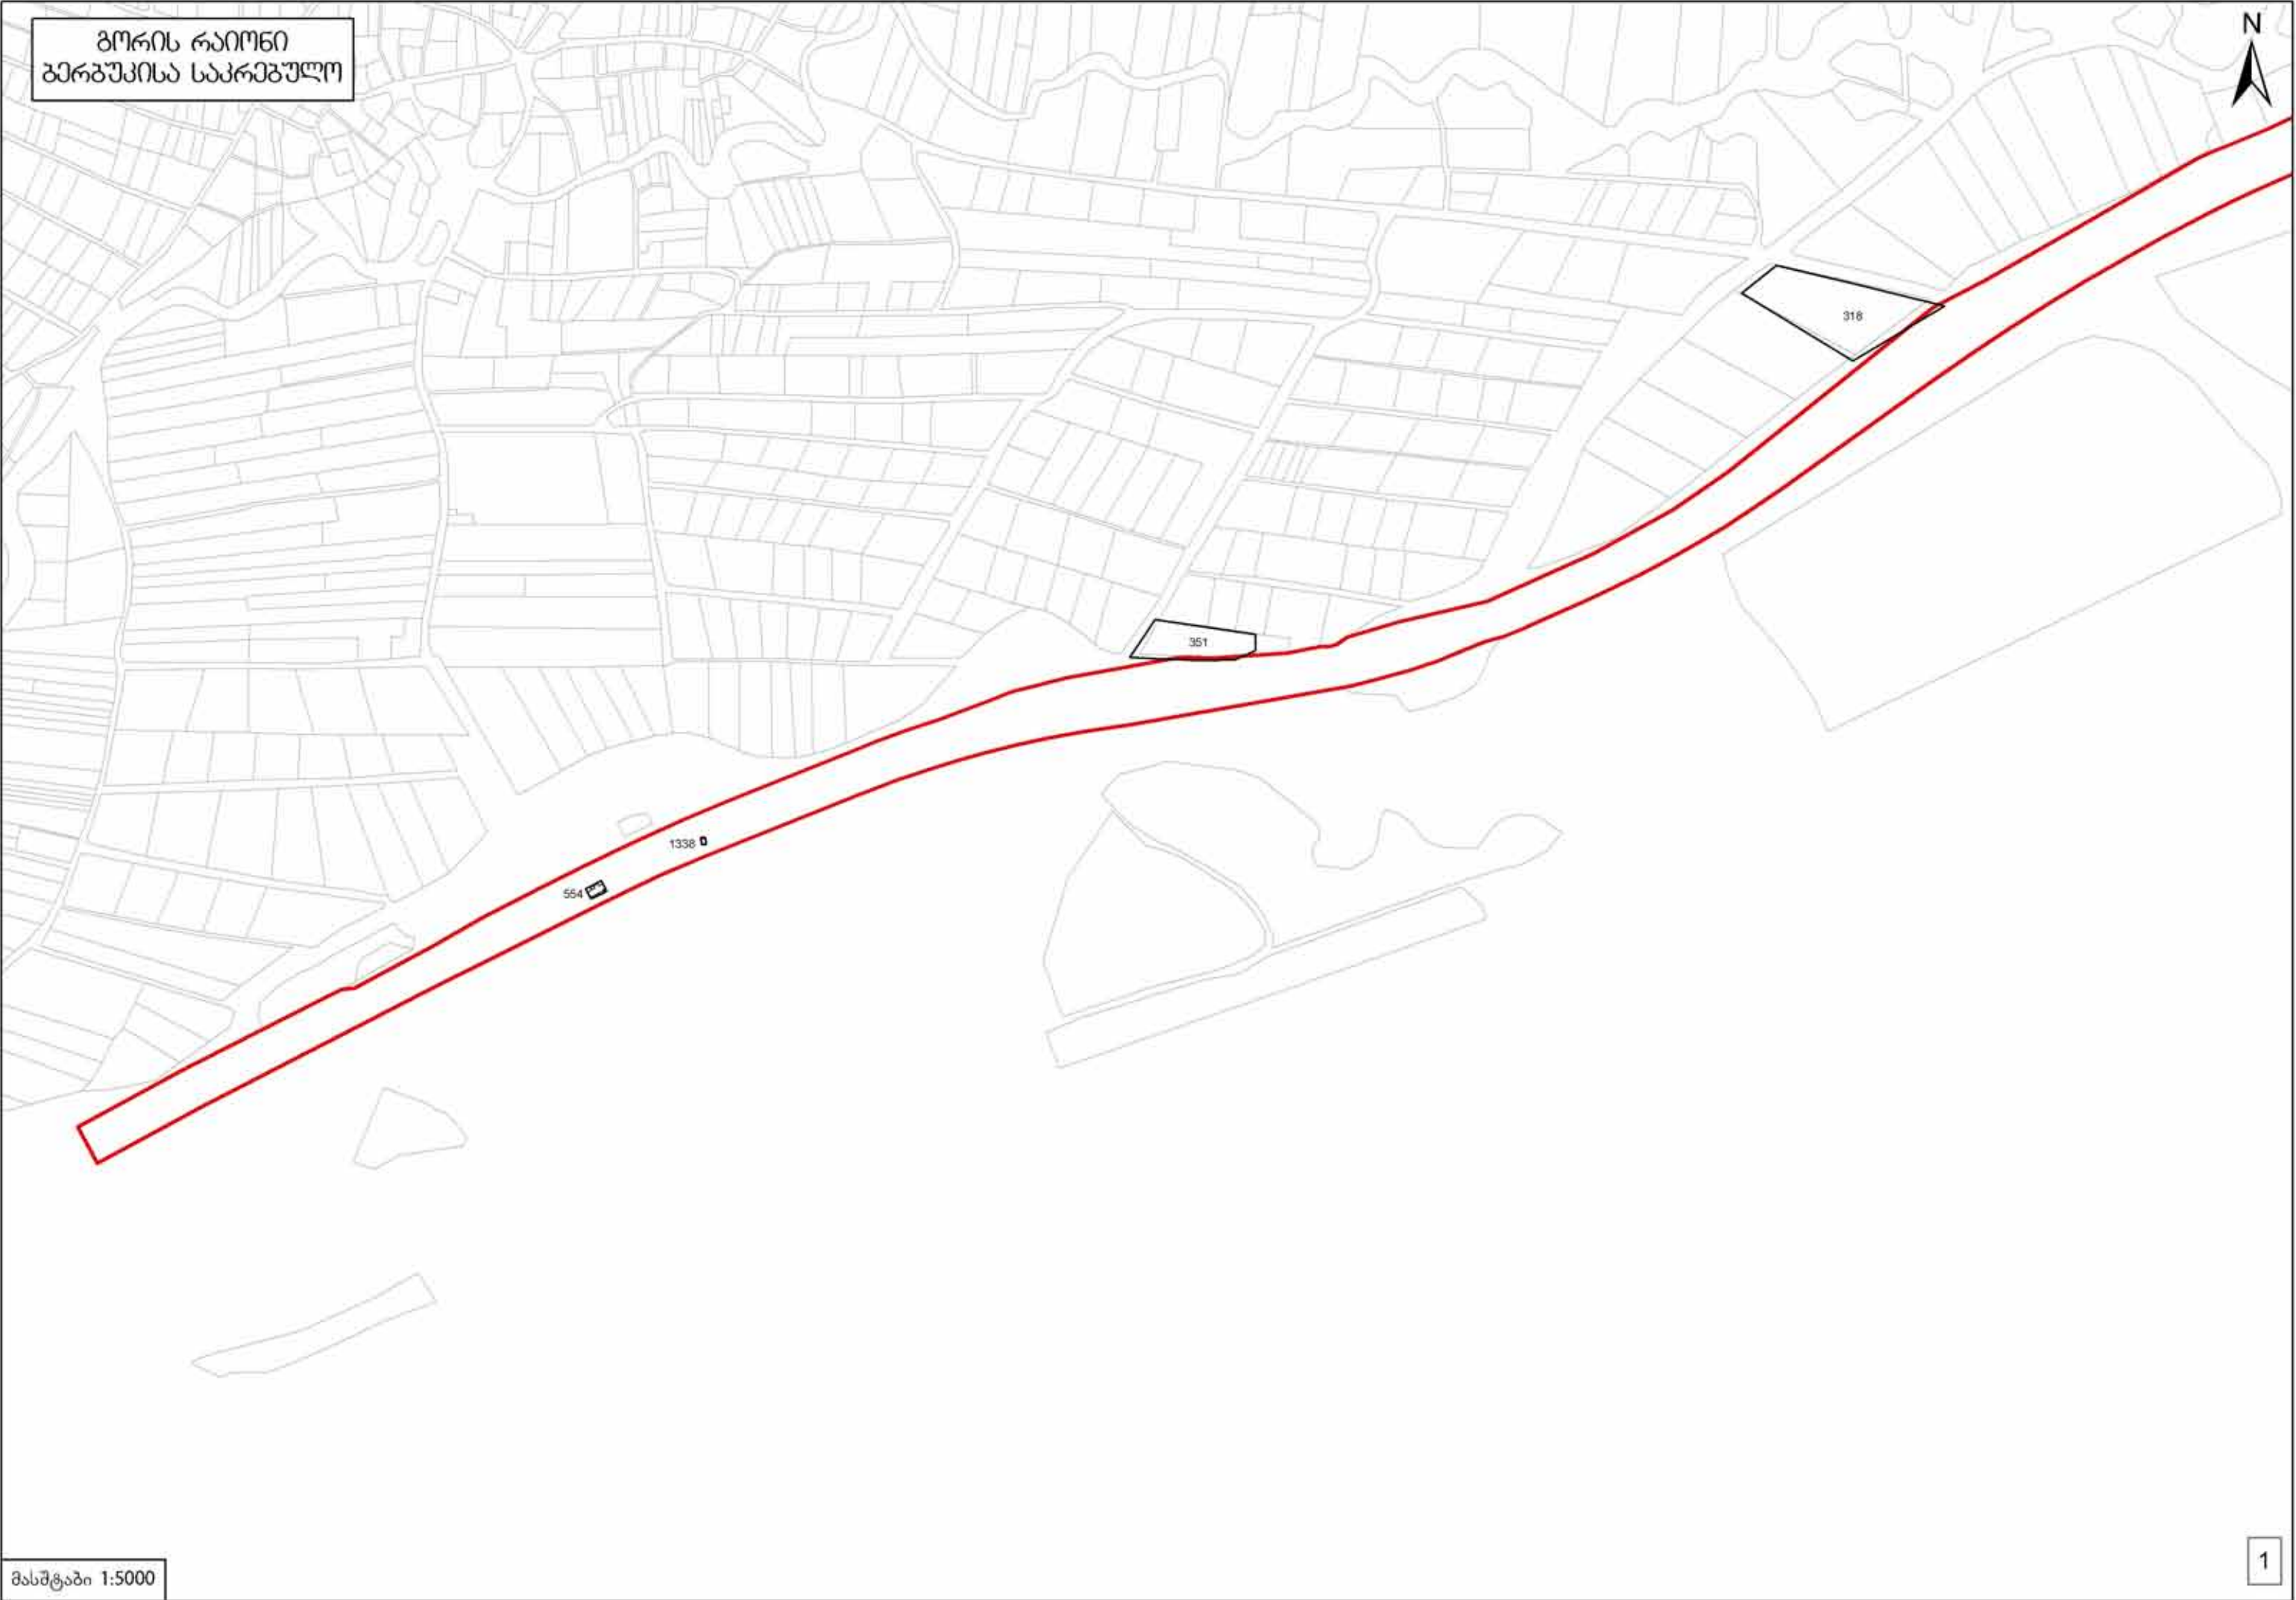 გორის რაიონი
ბერბუკისა საკრებულო
N
318
351
1338
554
მასშტაბი 1:5000
1